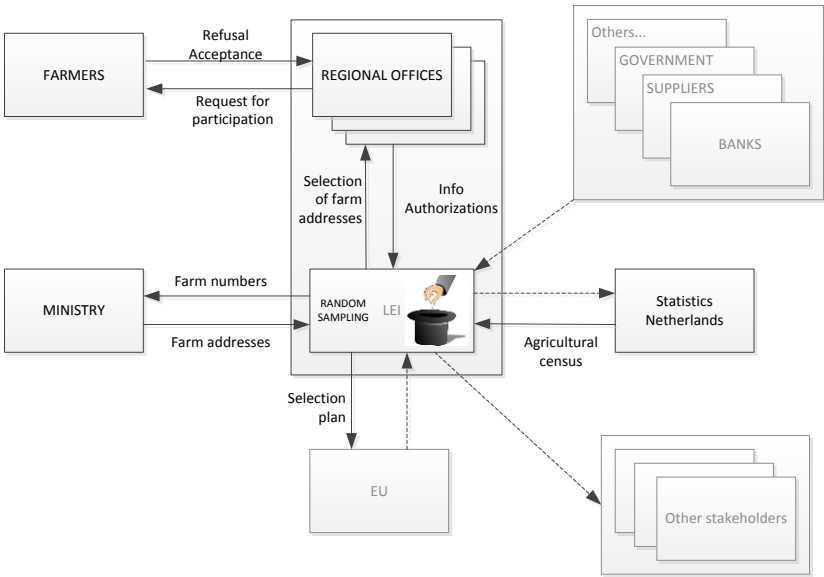 Refusal
Acceptance
FARMERS
REGIONAL OFFICES
Request for
participation
Others...
GOVERNMENT
SUPPLIERS
BANKS
Selection
of farm
addresses
Info
Authorizations
Farm numbers
MINISTRY
Farm addresses
RANDOM
SAMPLING
LEI
Statistics
Netherlands
Agricultural
census
Selection
plan
EU
Other stakeholders